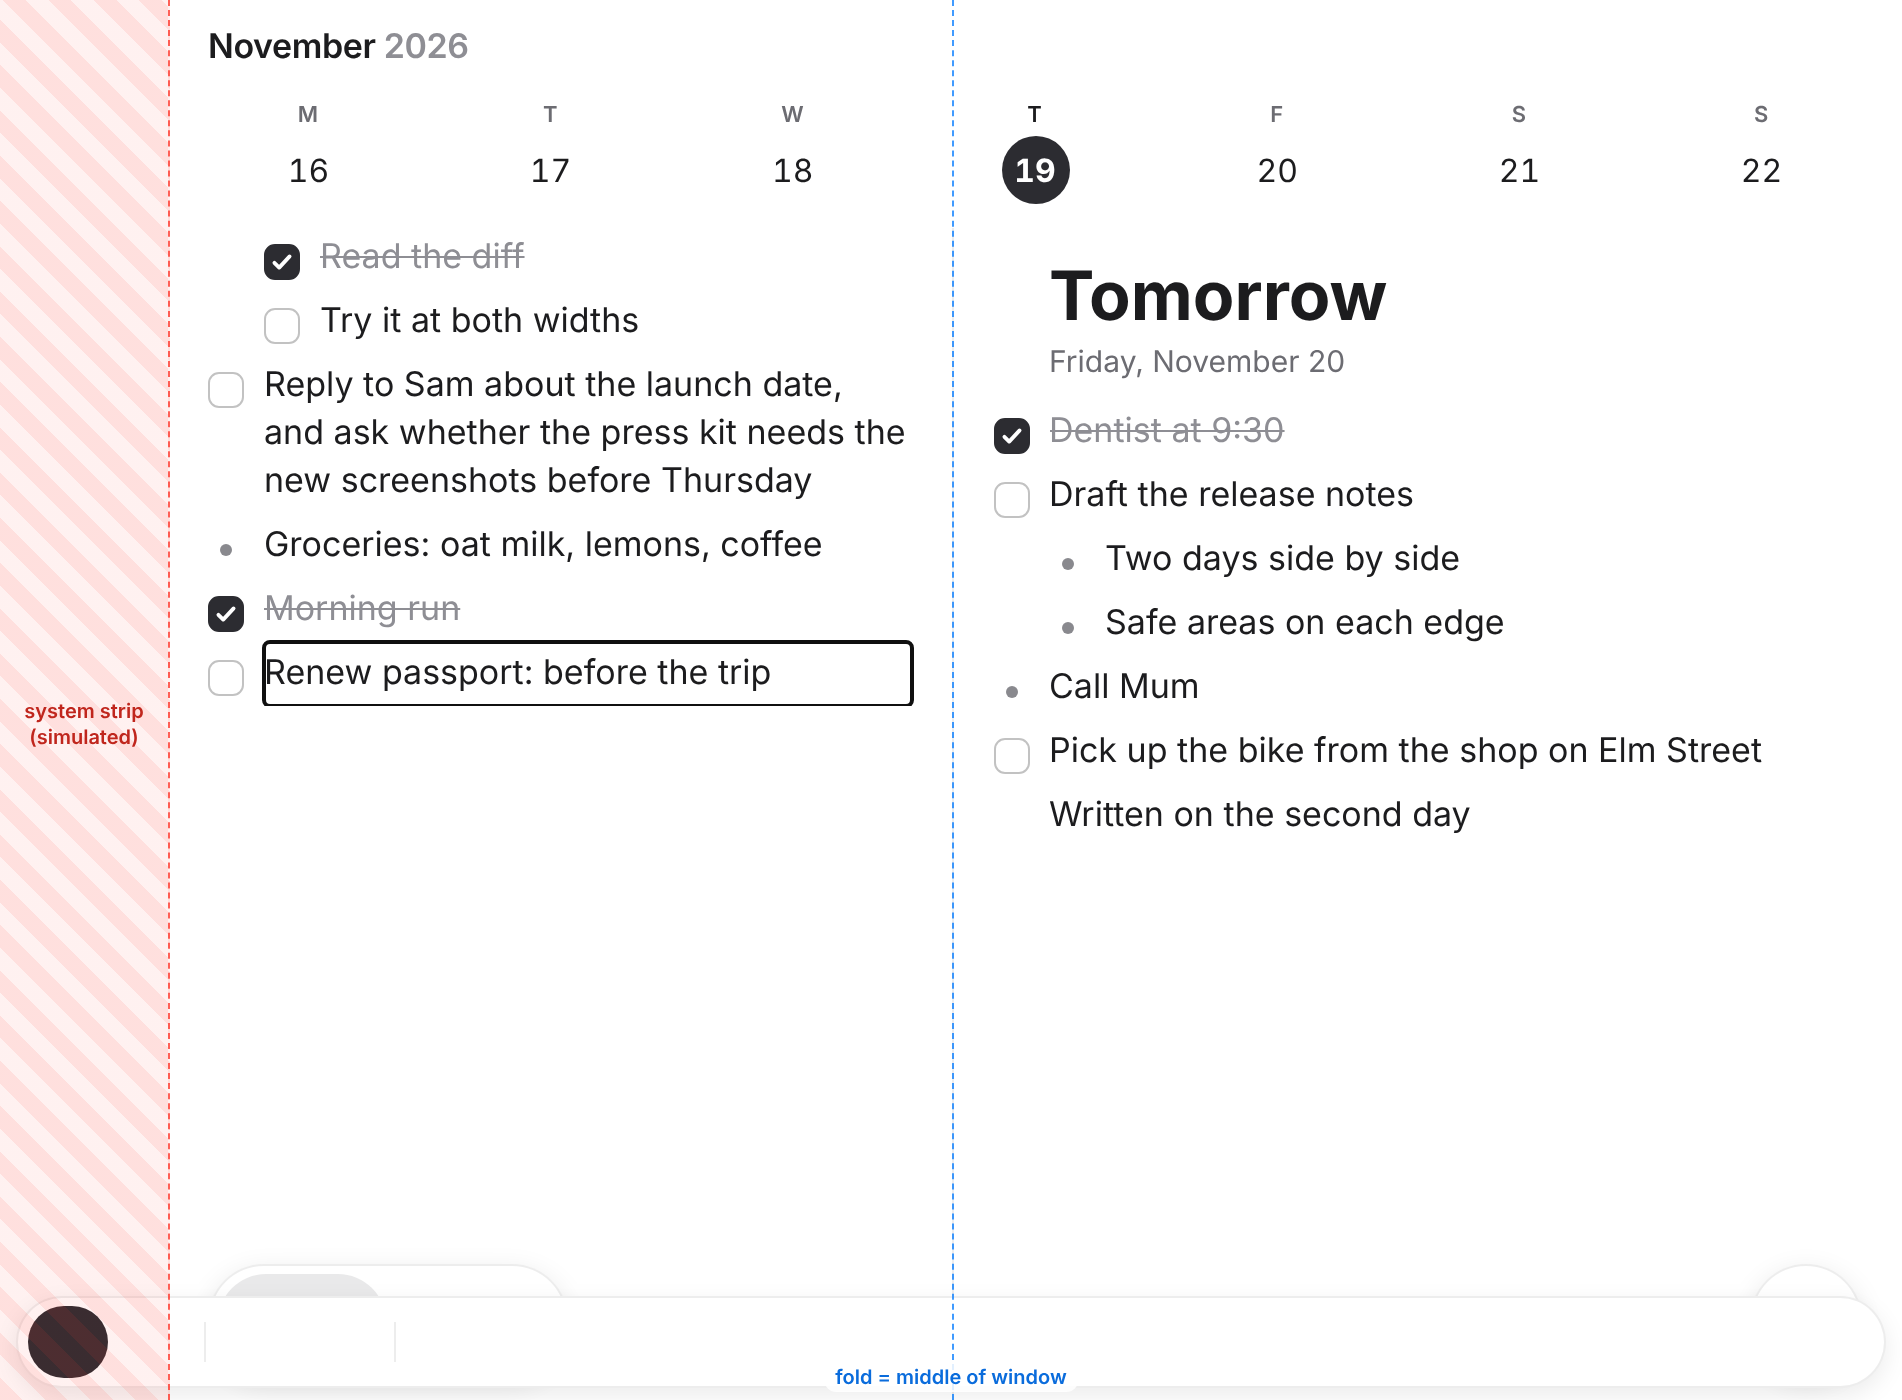 November 2026
M T W T F S S
16 17 18 19 20 21 22
Read the diff
Try it at both widths
Reply to Sam about the launch date,
and ask whether the press kit needs the
new screenshots before Thursday
Groceries: oat milk, lemons, coffee
Morning run
Renew passport: before the trip
Tomorrow
Friday, November 20
Dentist at 9:30
Draft the release notes
Two days side by side
Safe areas on each edge
Call Mum
Pick up the bike from the shop on Elm Street
Written on the second day
system strip
(simulated)
fold = middle of window